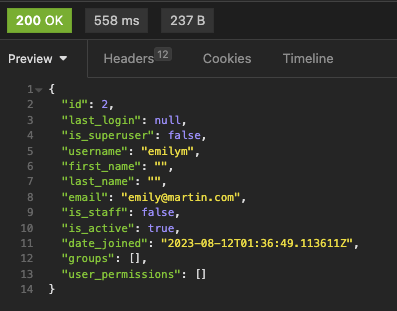 200 OK 558 ms 237 B
Preview Headers 12 Cookies Timeline
1 {
2 "id": 2,
3 "last_login": null,
4 "is_superuser": false,
5 "username": "emilym",
6 "first_name": "",
7 "last_name": "",
8 "email": "emily@martin.com",
9 "is_staff": false,
10 "is_active": true,
11 "date_joined": "2023-08-12T01:36:49.113611Z",
12 "groups": [],
13 "user_permissions": []
14 }